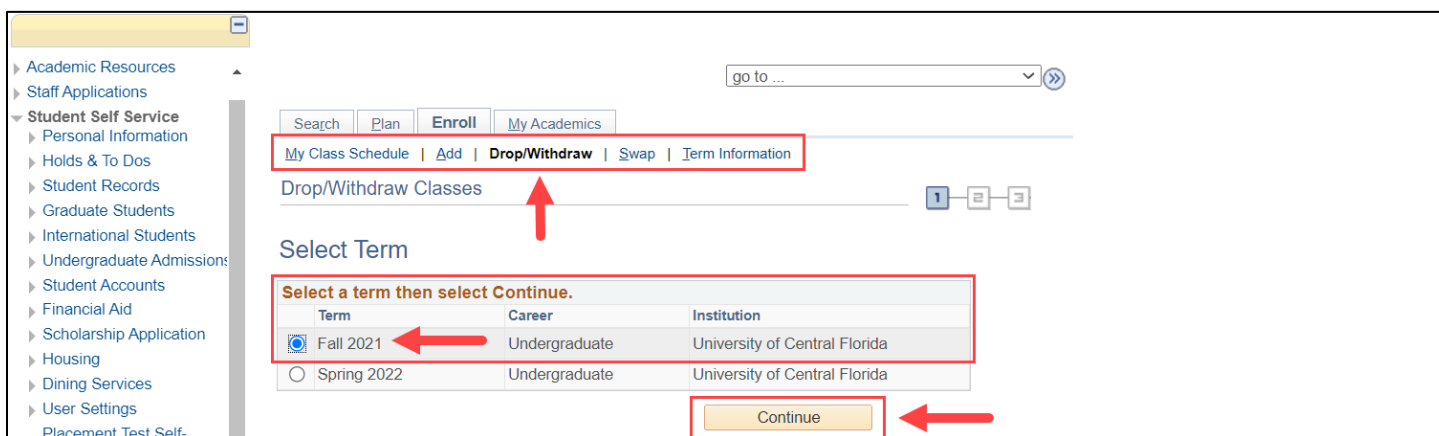 Academic Resources
Staff Applications
Student Self Service
Personal Information
Holds & To Dos
Student Records
Graduate Students
International Students
Undergraduate Admissions
Student Accounts
Financial Aid
Scholarship Application
Housing
Dining Services
User Settings
Placement Test Self-
go to ...
Search Plan Enroll My Academics
My Class Schedule | Add | Drop/Withdraw | Swap | Term Information
Drop/Withdraw Classes
1 2 3
Select Term
Select a term then select Continue.
Term Career Institution
Fall 2021 Undergraduate University of Central Florida
Spring 2022 Undergraduate University of Central Florida
Continue